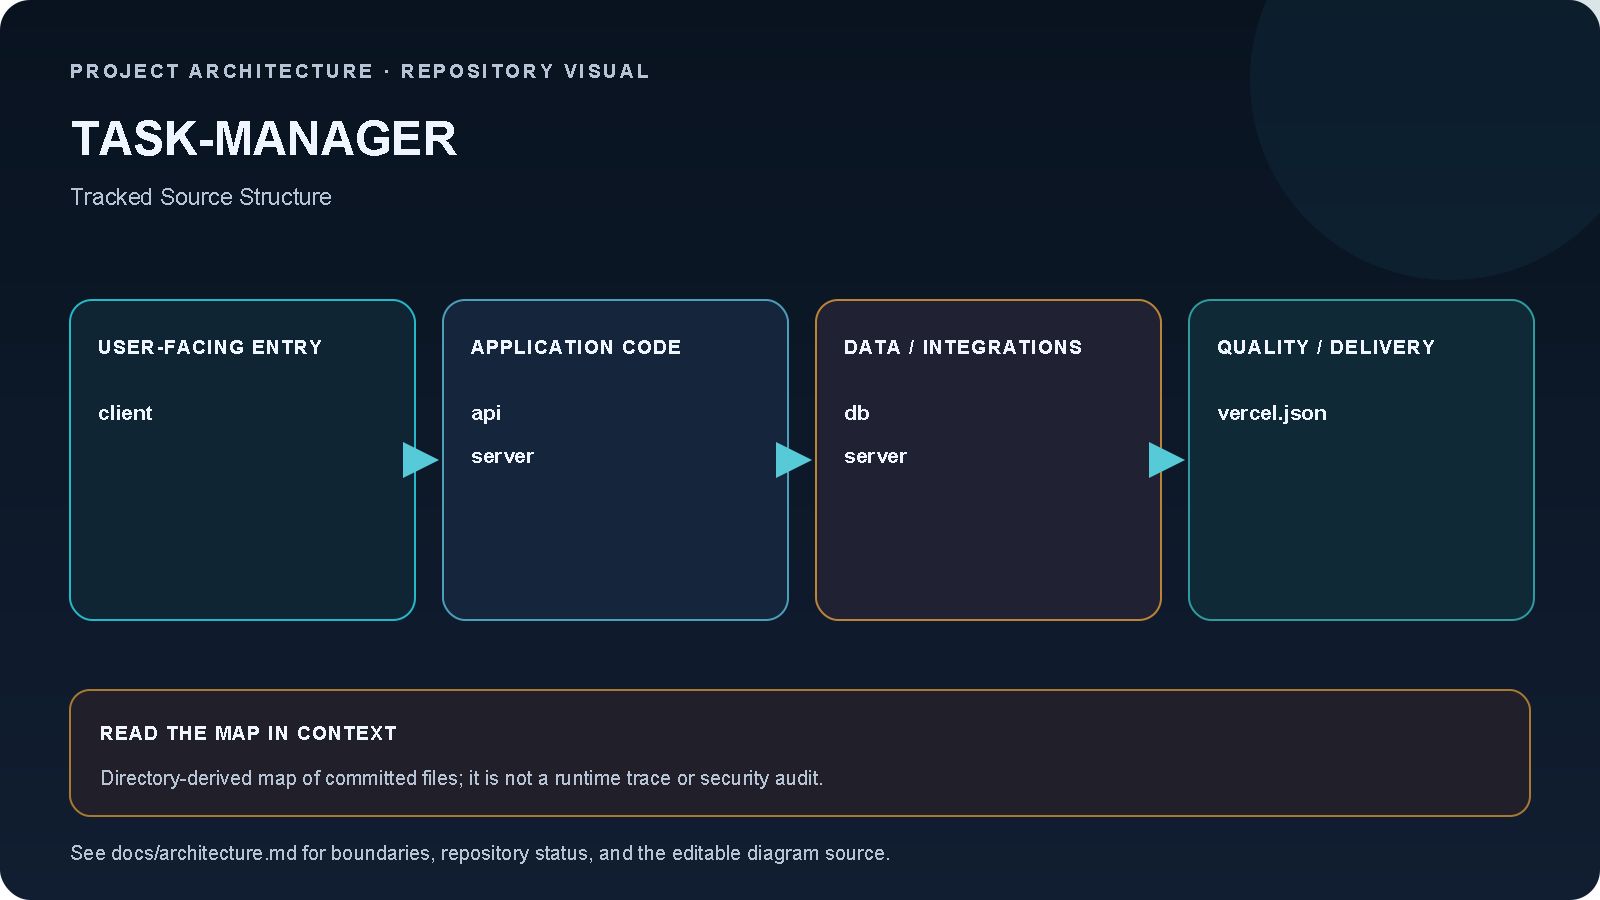 PROJECT ARCHITECTURE · REPOSITORY VISUAL
TASK-MANAGER
Tracked Source Structure
USER-FACING ENTRY
client
APPLICATION CODE
api
server
DATA / INTEGRATIONS
db
server
QUALITY / DELIVERY
vercel.json
READ THE MAP IN CONTEXT
Directory-derived map of committed files; it is not a runtime trace or security audit.
See docs/architecture.md for boundaries, repository status, and the editable diagram source.